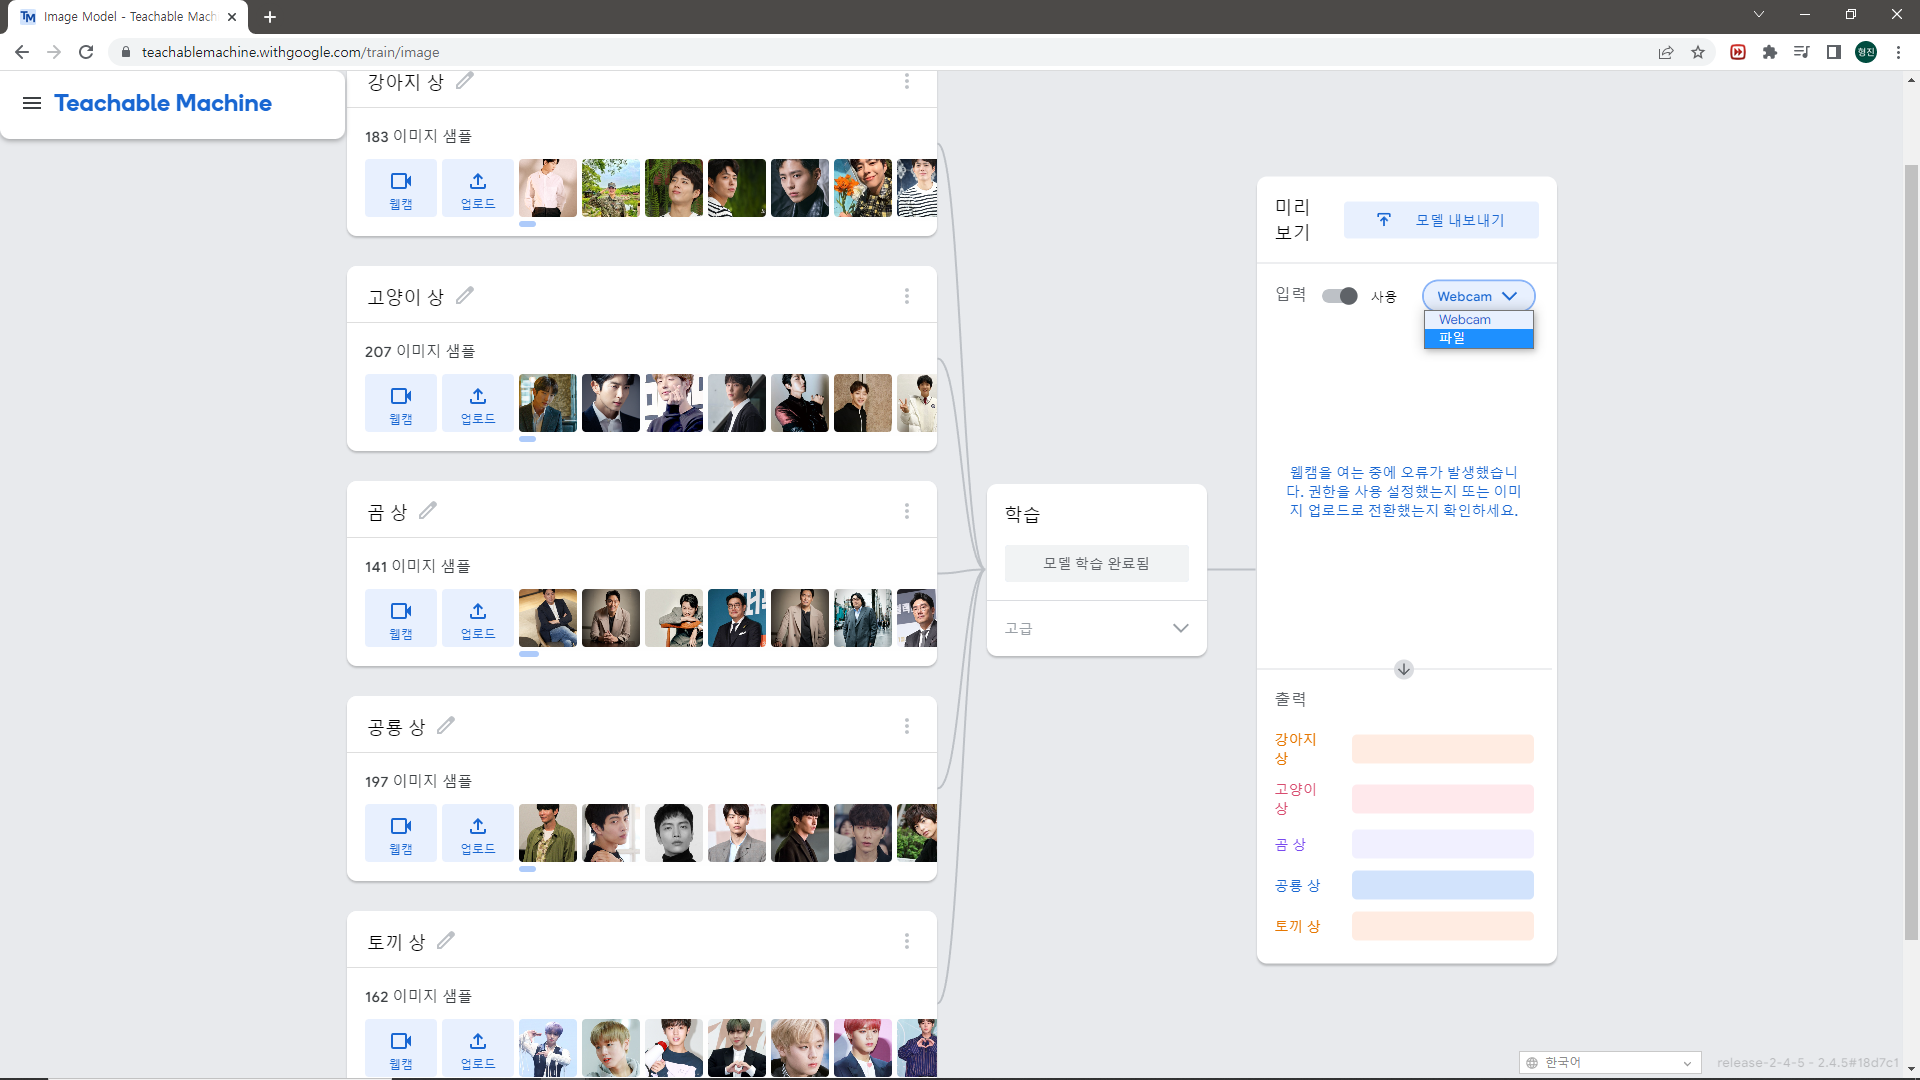 Image Model - Teachable Mach
teachablemachine.withgoogle.com/train/image
형진
Teachable Machine
강아지 상
183 이미지 샘플
웹캠
업로드
고양이 상
207 이미지 샘플
웹캠
업로드
곰 상
141 이미지 샘플
웹캠
업로드
공룡 상
197 이미지 샘플
웹캠
업로드
토끼 상
162 이미지 샘플
웹캠
업로드
학습
모델 학습 완료됨
고급
미리
보기
모델 내보내기
입력
사용
Webcam
Webcam
파일
웹캠을 여는 중에 오류가 발생했습니
다. 권한을 사용 설정했는지 또는 이미
지 업로드로 전환했는지 확인하세요.
출력
강아지
상
고양이
상
곰 상
공룡 상
토끼 상
한국어
release-2-4-5 - 2.4.5#18d7c1